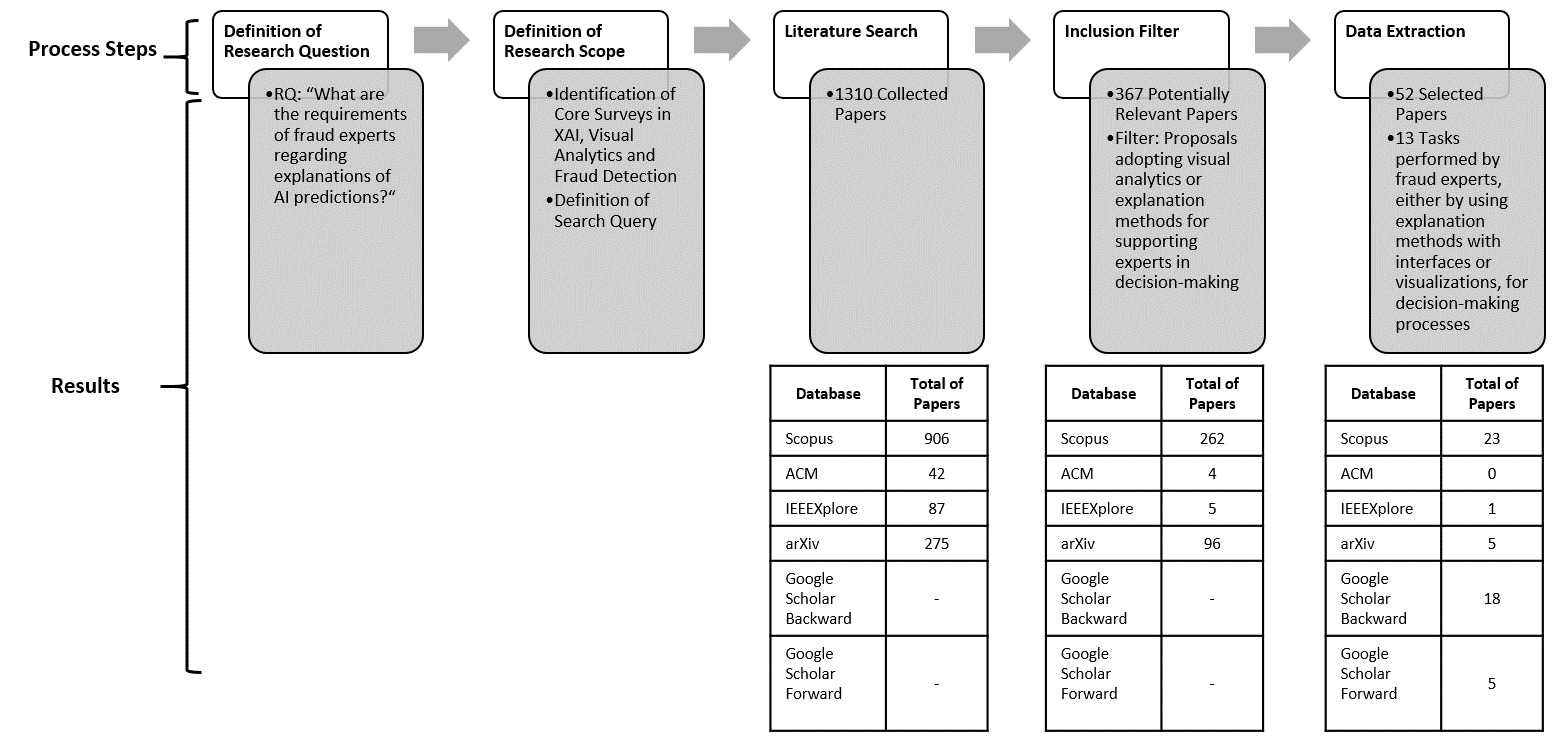 Process Steps
Definition of
Research Question
•RQ: “What are
the requirements
of fraud experts
regarding
explanations of
AI predictions?“
Definition of
Research Scope
•Identification of
Core Surveys in
XAI, Visual
Analytics and
Fraud Detection
•Definition of
Search Query
Literature Search
•1310 Collected
Papers
Inclusion Filter
•367 Potentially
Relevant Papers
•Filter: Proposals
adopting visual
analytics or
explanation
methods for
supporting
experts in
decision-making
Data Extraction
•52 Selected
Papers
•13 Tasks
performed by
fraud experts,
either by using
explanation
methods with
interfaces or
visualizations, for
decision-making
processes
Results
Database
Total of
Papers
Scopus 906
ACM 42
IEEEXplore 87
arXiv 275
Google
Scholar
Backward
-
Google
Scholar
Forward
-
Database
Total of
Papers
Scopus 262
ACM 4
IEEEXplore 5
arXiv 96
Google
Scholar
Backward
-
Google
Scholar
Forward
-
Database
Total of
Papers
Scopus 23
ACM 0
IEEEXplore 1
arXiv 5
Google
Scholar
Backward
18
Google
Scholar
Forward
5